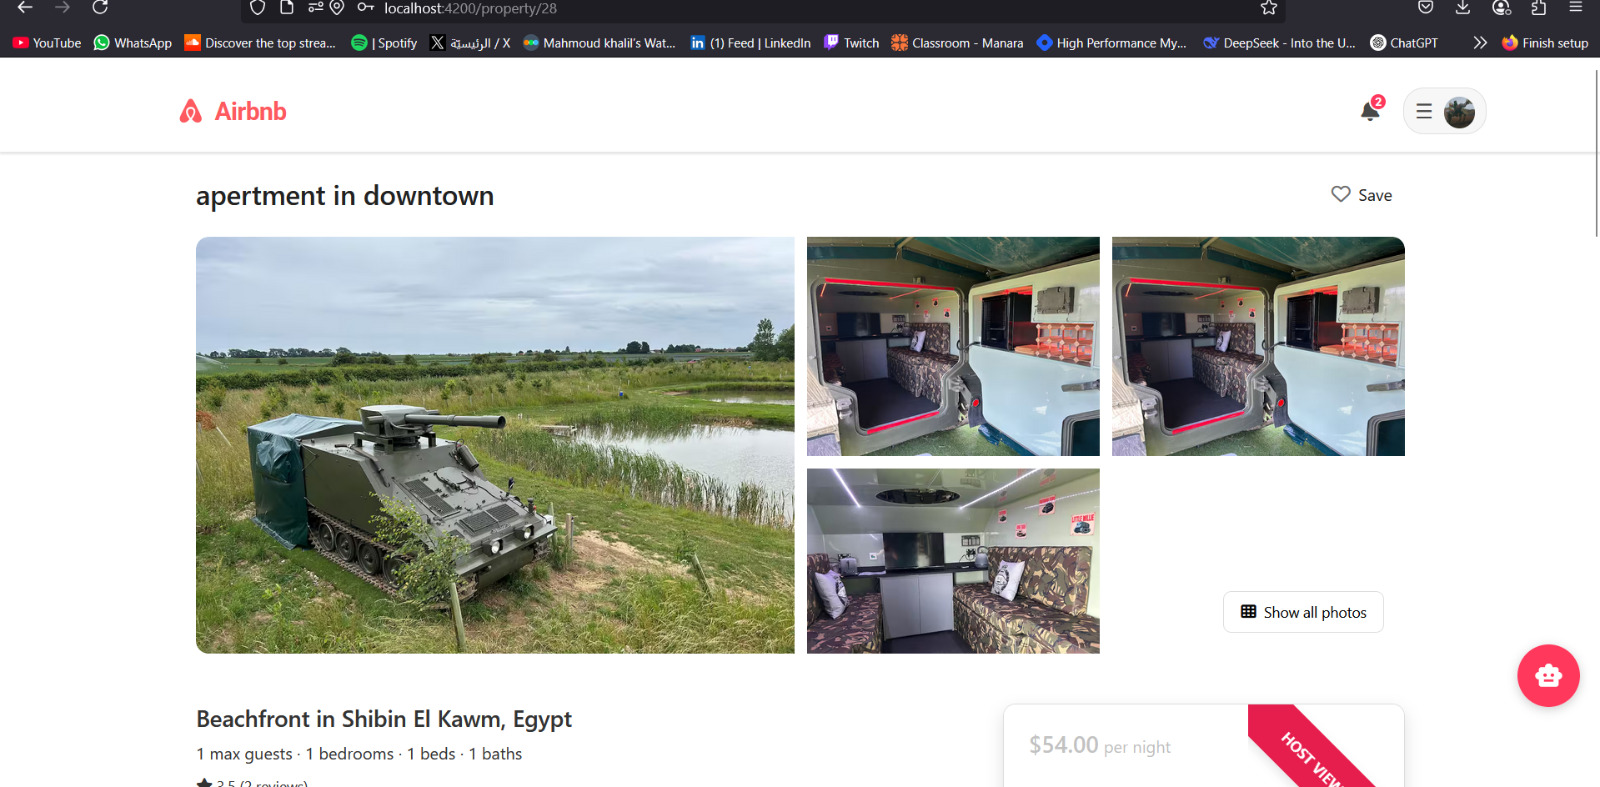 localhost:4200/property/28
YouTube WhatsApp Discover the top strea... | Spotify الرئيسيّة / X Mahmoud khalil's Wat... (1) Feed | LinkedIn Twitch Classroom - Manara High Performance My... DeepSeek - Into the U... ChatGPT Finish setup
Airbnb
2
apertment in downtown
Save
LITTLE WILLIE
Show all photos
Beachfront in Shibin El Kawm, Egypt
1 max guests · 1 bedrooms · 1 beds · 1 baths
$54.00 per night
HOST VIEW
3.5 (2 reviews)